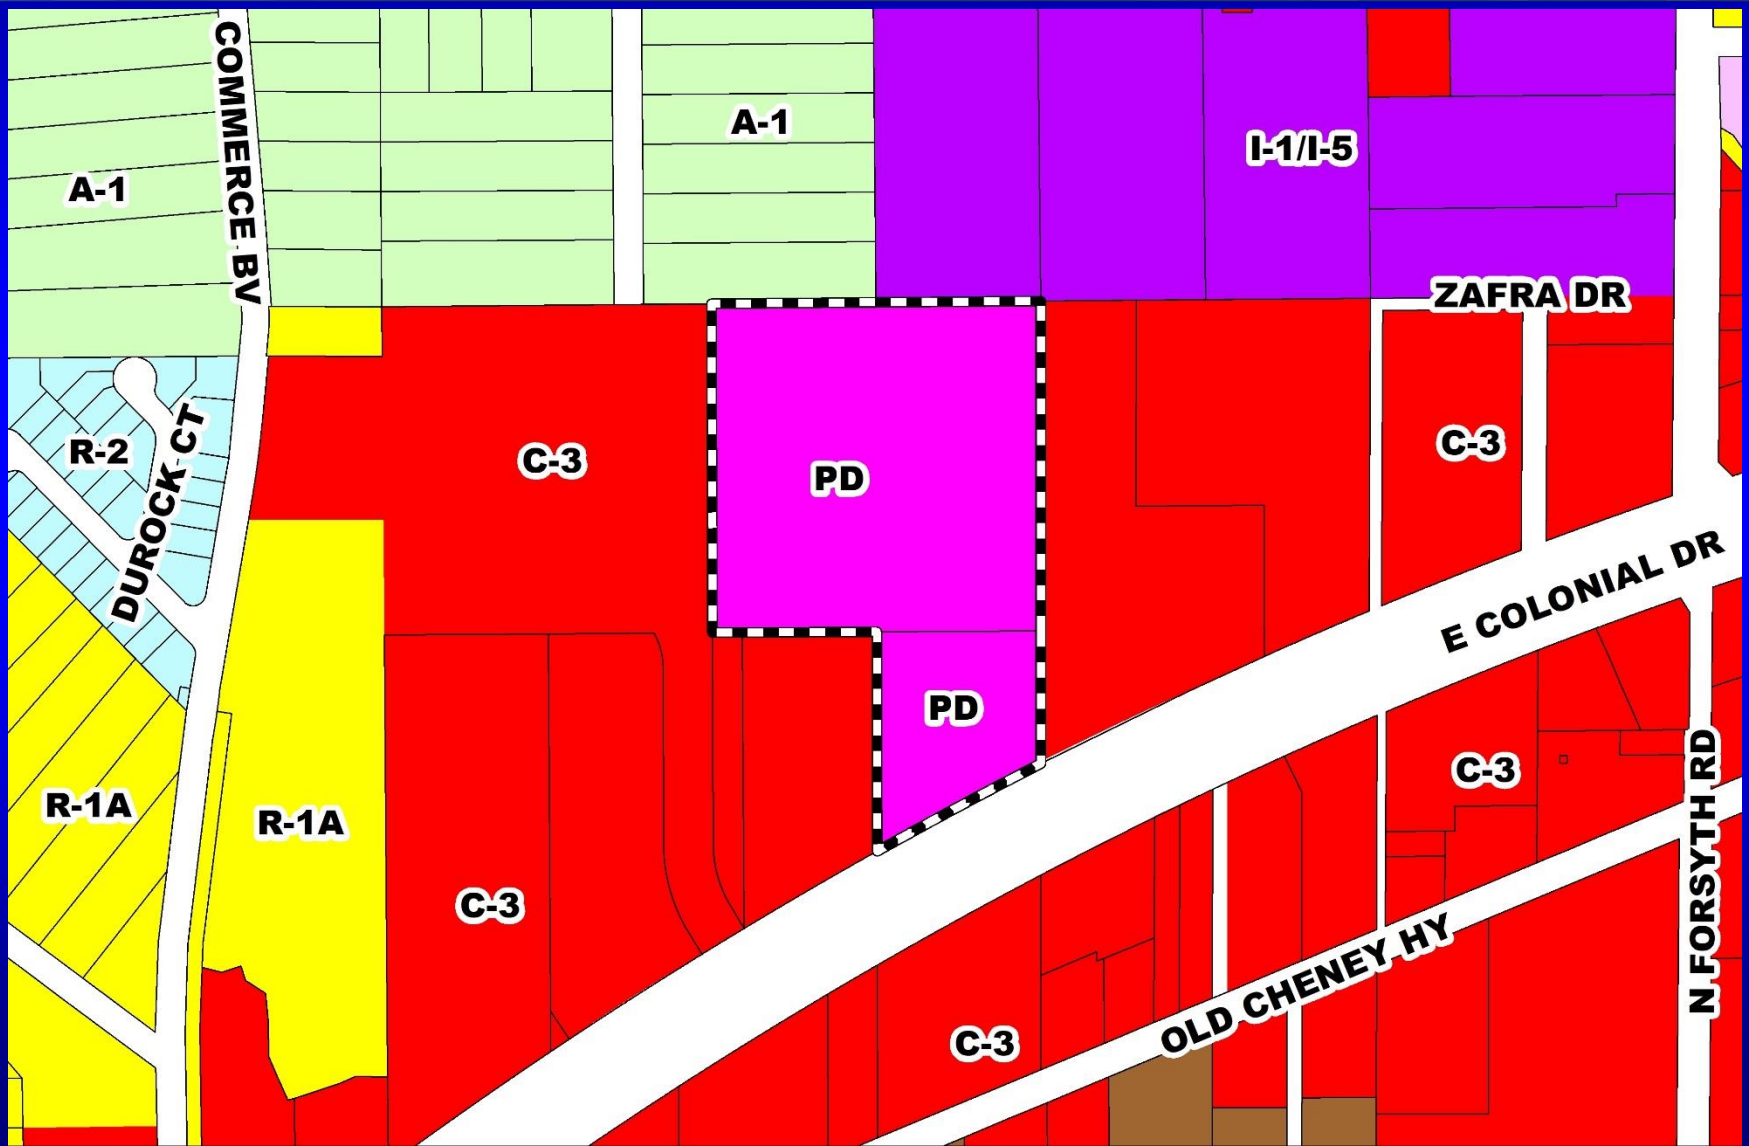 COMMERCE BV
A-1
A-1
I-1/I-5
ZAFRA DR
R-2
DUROCK CT
C-3
PD
C-3
E COLONIAL DR
PD
R-1A
R-1A
C-3
C-3
N FORSYTH RD
C-3
OLD CHENEY HY